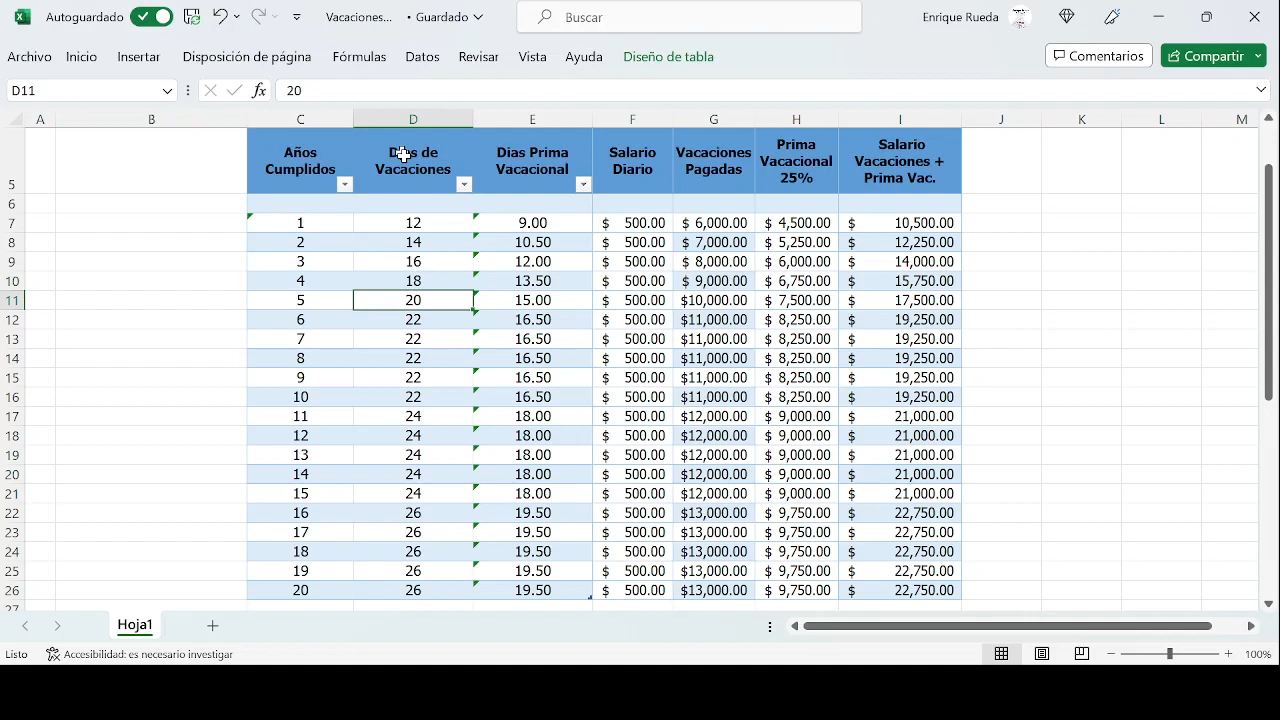 Autoguardado Vacaciones... • Guardado Buscar Enrique Rueda
Archivo Inicio Insertar Disposición de página Fórmulas Datos Revisar Vista Ayuda Diseño de tabla Comentarios Compartir
D11 fx 20
A B C D E F G H I J K L M
5 Años Cumplidos Dias de Vacaciones Dias Prima Vacacional Salario Diario Vacaciones Pagadas Prima Vacacional 25% Salario Vacaciones + Prima Vac.
6
7 1 12 9.00 $ 500.00 $ 6,000.00 $ 4,500.00 $ 10,500.00
8 2 14 10.50 $ 500.00 $ 7,000.00 $ 5,250.00 $ 12,250.00
9 3 16 12.00 $ 500.00 $ 8,000.00 $ 6,000.00 $ 14,000.00
10 4 18 13.50 $ 500.00 $ 9,000.00 $ 6,750.00 $ 15,750.00
11 5 20 15.00 $ 500.00 $10,000.00 $ 7,500.00 $ 17,500.00
12 6 22 16.50 $ 500.00 $11,000.00 $ 8,250.00 $ 19,250.00
13 7 22 16.50 $ 500.00 $11,000.00 $ 8,250.00 $ 19,250.00
14 8 22 16.50 $ 500.00 $11,000.00 $ 8,250.00 $ 19,250.00
15 9 22 16.50 $ 500.00 $11,000.00 $ 8,250.00 $ 19,250.00
16 10 22 16.50 $ 500.00 $11,000.00 $ 8,250.00 $ 19,250.00
17 11 24 18.00 $ 500.00 $12,000.00 $ 9,000.00 $ 21,000.00
18 12 24 18.00 $ 500.00 $12,000.00 $ 9,000.00 $ 21,000.00
19 13 24 18.00 $ 500.00 $12,000.00 $ 9,000.00 $ 21,000.00
20 14 24 18.00 $ 500.00 $12,000.00 $ 9,000.00 $ 21,000.00
21 15 24 18.00 $ 500.00 $12,000.00 $ 9,000.00 $ 21,000.00
22 16 26 19.50 $ 500.00 $13,000.00 $ 9,750.00 $ 22,750.00
23 17 26 19.50 $ 500.00 $13,000.00 $ 9,750.00 $ 22,750.00
24 18 26 19.50 $ 500.00 $13,000.00 $ 9,750.00 $ 22,750.00
25 19 26 19.50 $ 500.00 $13,000.00 $ 9,750.00 $ 22,750.00
26 20 26 19.50 $ 500.00 $13,000.00 $ 9,750.00 $ 22,750.00
27
Hoja1
Listo Accesibilidad: es necesario investigar 100%